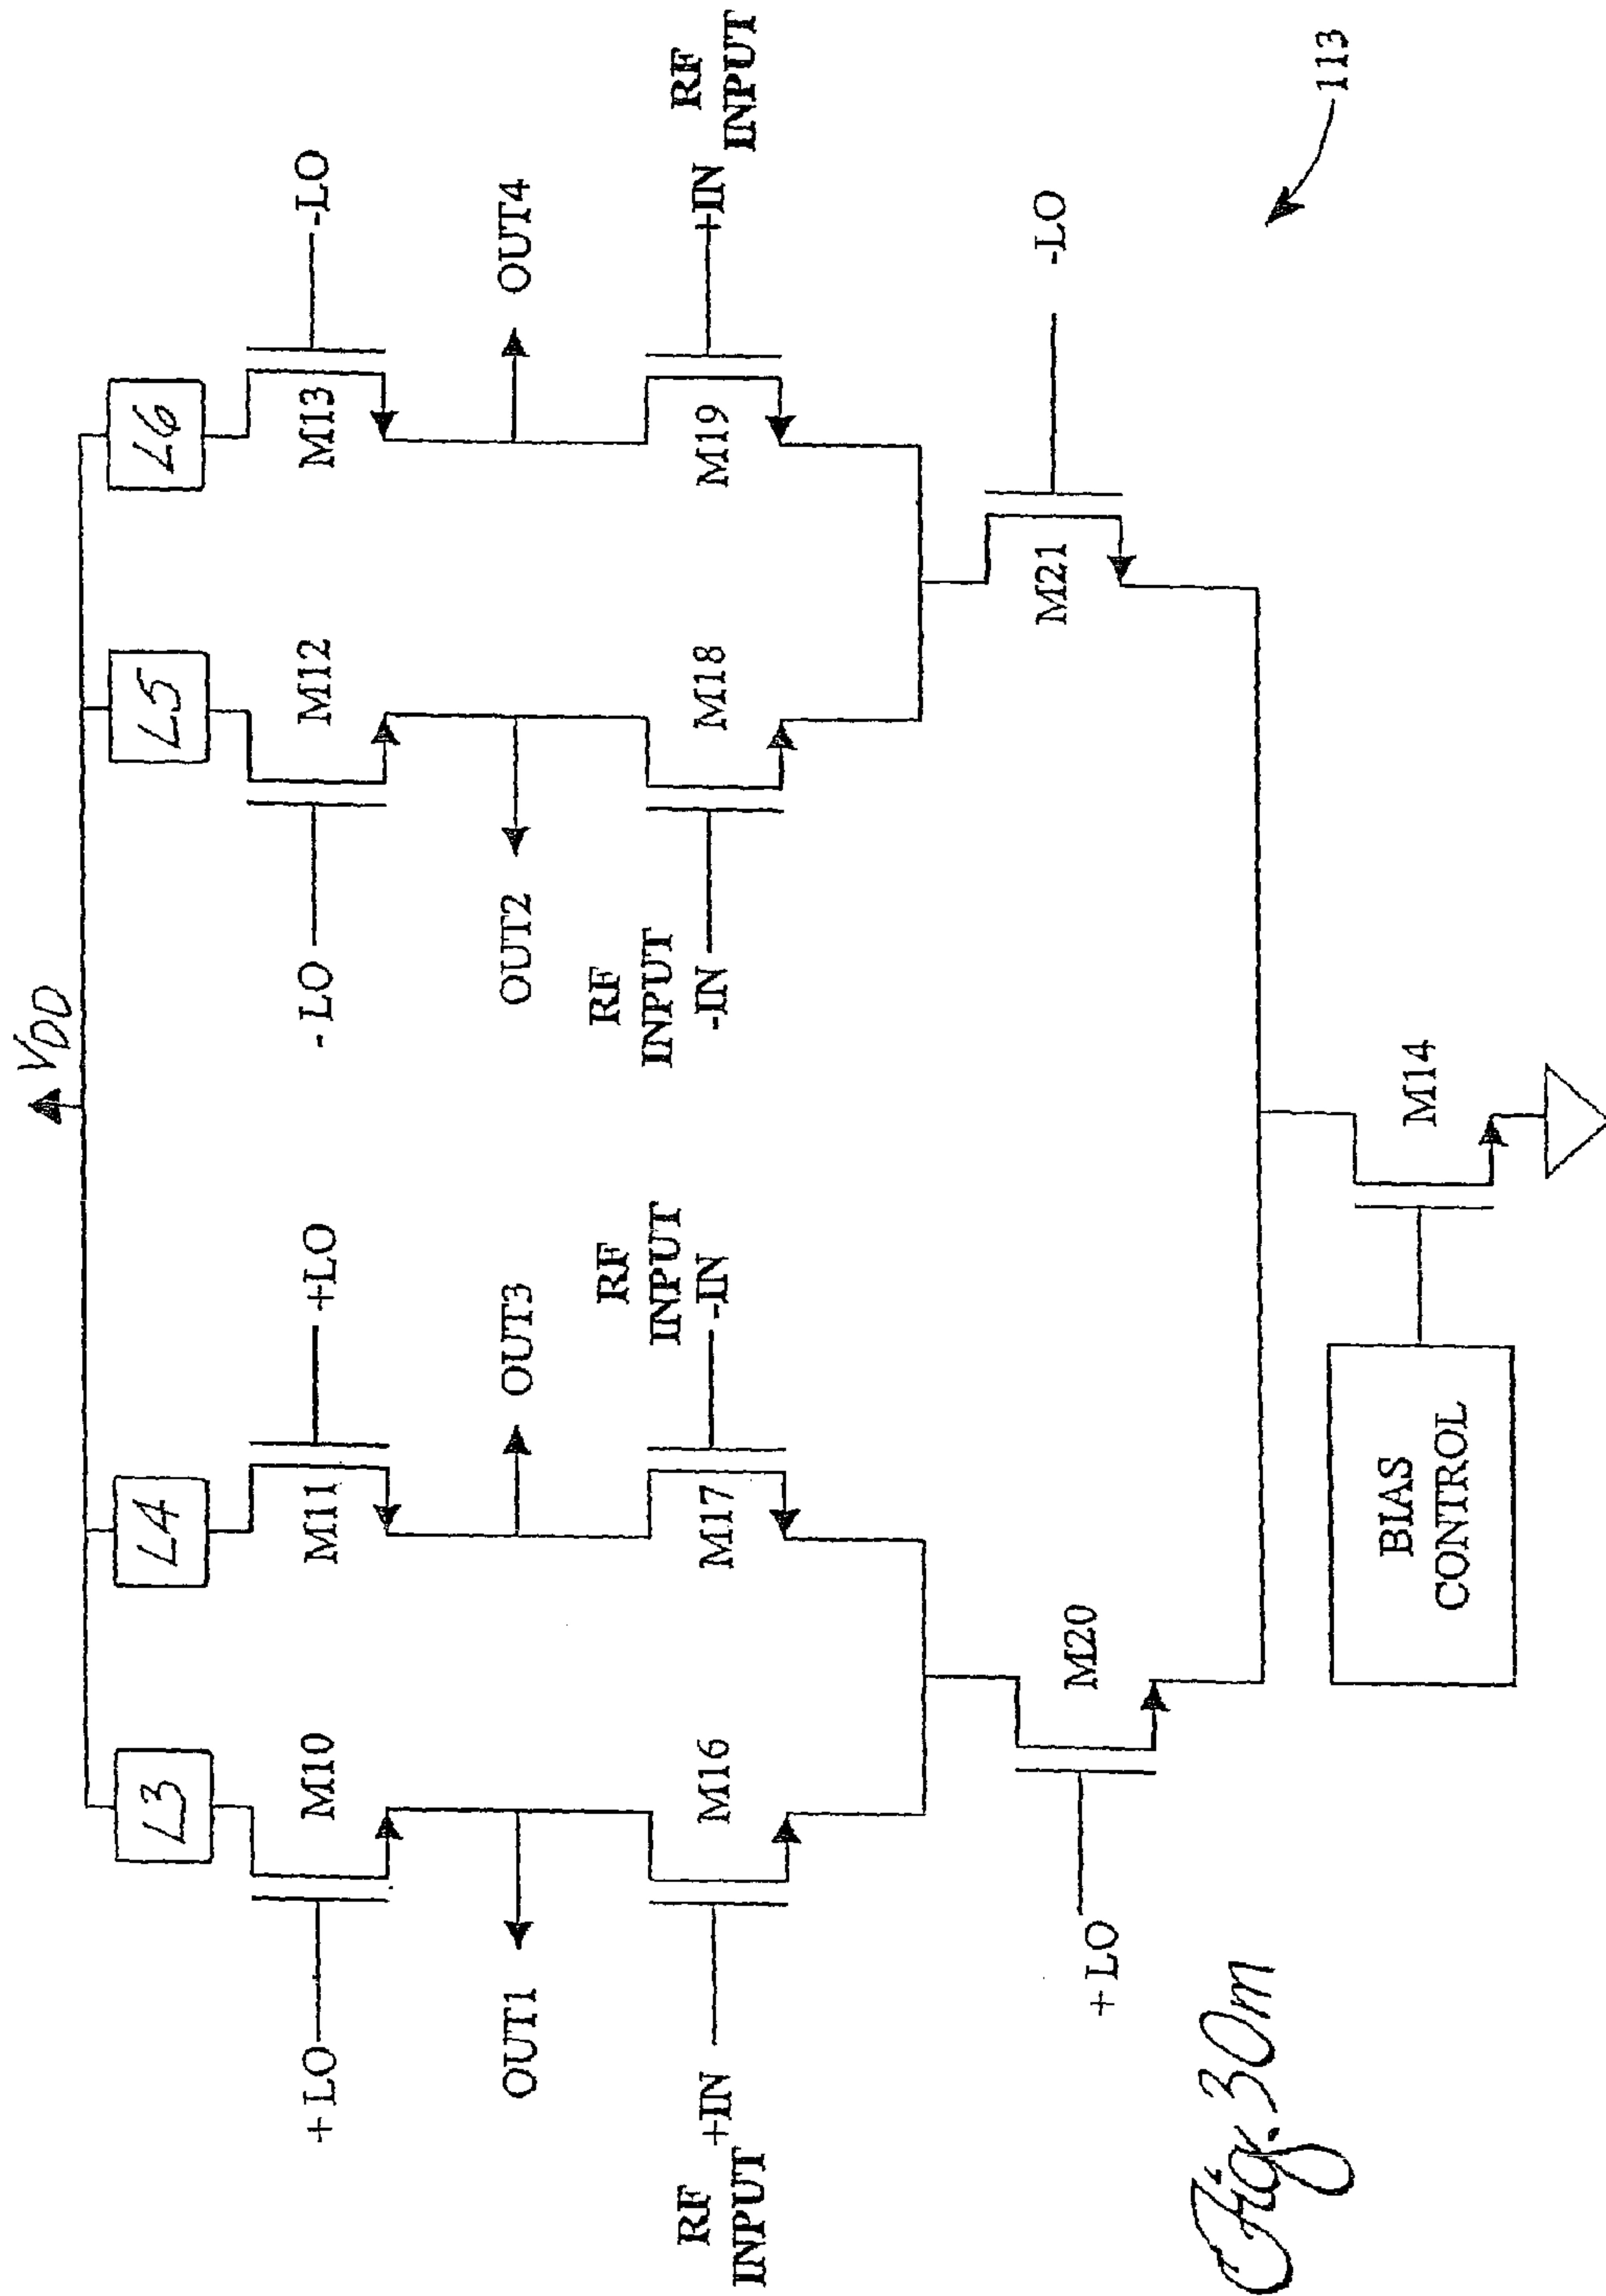 VDD
L3
L4
L5
L6
+ LO
M10
M11
+LO
- LO
M12
M13
-LO
OUT1
OUT3
OUT2
OUT4
RF
INPUT
+IN
M16
M17
RF
INPUT
-IN
RF
INPUT
-IN
M18
M19
RF
INPUT
+IN
+ LO
M20
M21
-LO
BIAS
CONTROL
M14
113
Fig. 30m